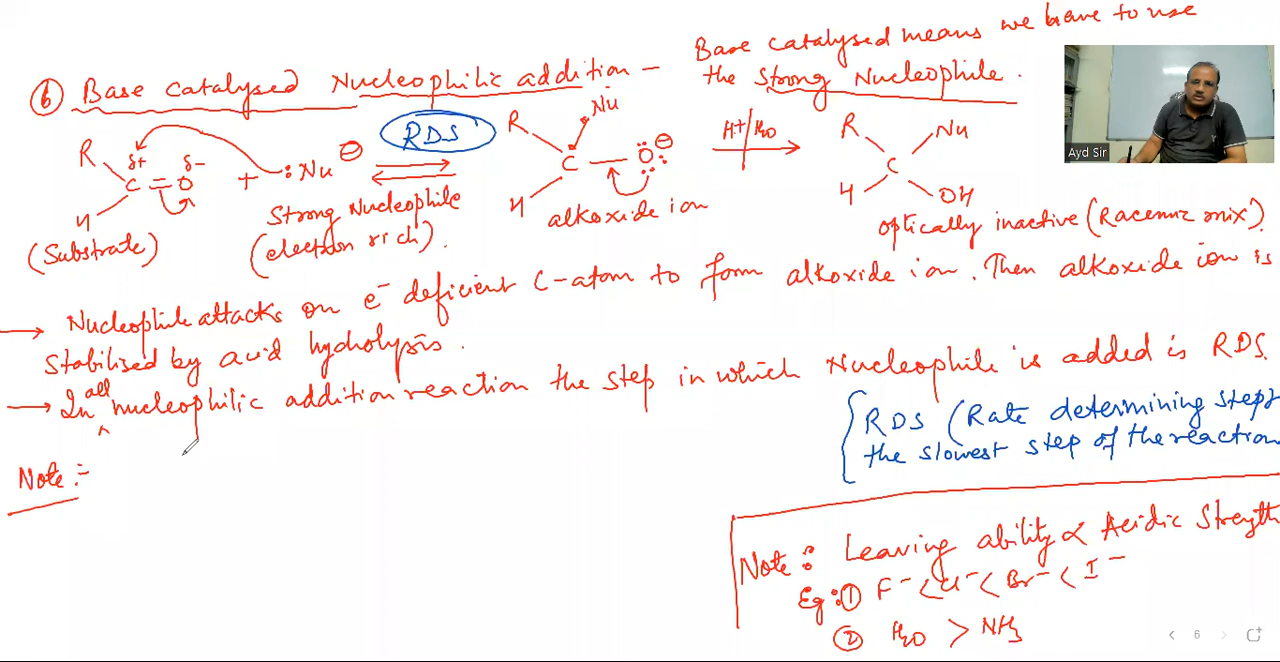 Base catalysed means we have to use
the Strong Nucleophile.
(b) Base Catalysed Nucleophilic addition -
R C = O H δ+ δ- + :Nu ⊖ RDS ⇌ R C — O ⊖ H Nu H+/H2O → R Nu C H OH
(Substrate)
Strong Nucleophile
(electron rich).
alkoxide ion
optically inactive (Racemic mix).
→ Nucleophile attacks on e- deficient C-atom to form alkoxide ion. Then alkoxide ion is
Stabilised by acid hydrolysis.
→ In all nucleophilic addition reaction the step in which Nucleophile is added is RDS.
{ RDS (Rate determining step)
the slowest step of the reaction
Note :-
Note : Leaving ability ∝ Acidic Strength
Eg: ① F- < Cl- < Br- < I-
② H2O > NH3
Ayd Sir
6